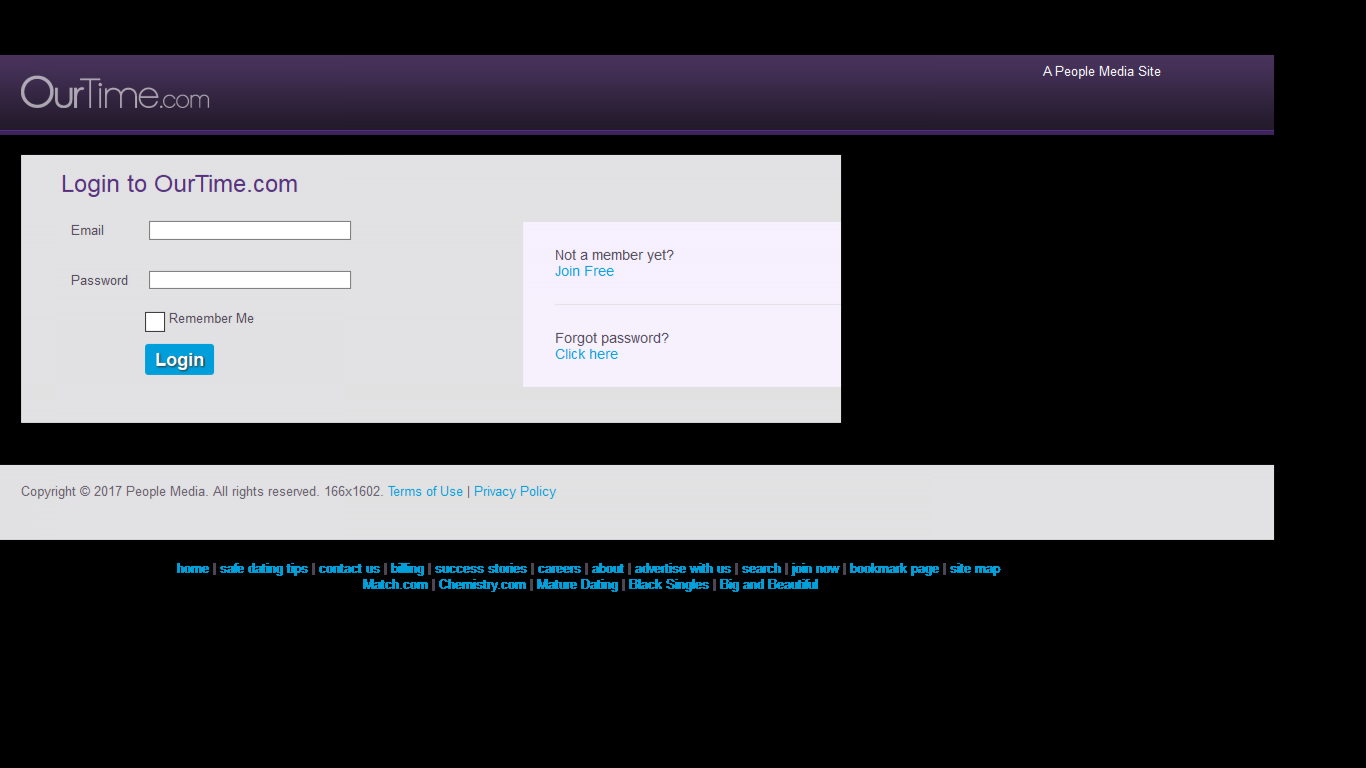 A People Media Site
OurTime.com
Login to OurTime.com
Email
Password
Remember Me
Login
Not a member yet?
Join Free
Forgot password?
Click here
Copyright © 2017 People Media. All rights reserved. 166x1602. Terms of Use | Privacy Policy
home | safe dating tips | contact us | billing | success stories | careers | about | advertise with us | search | join now | bookmark page | site map
Match.com | Chemistry.com | Mature Dating | Black Singles | Big and Beautiful